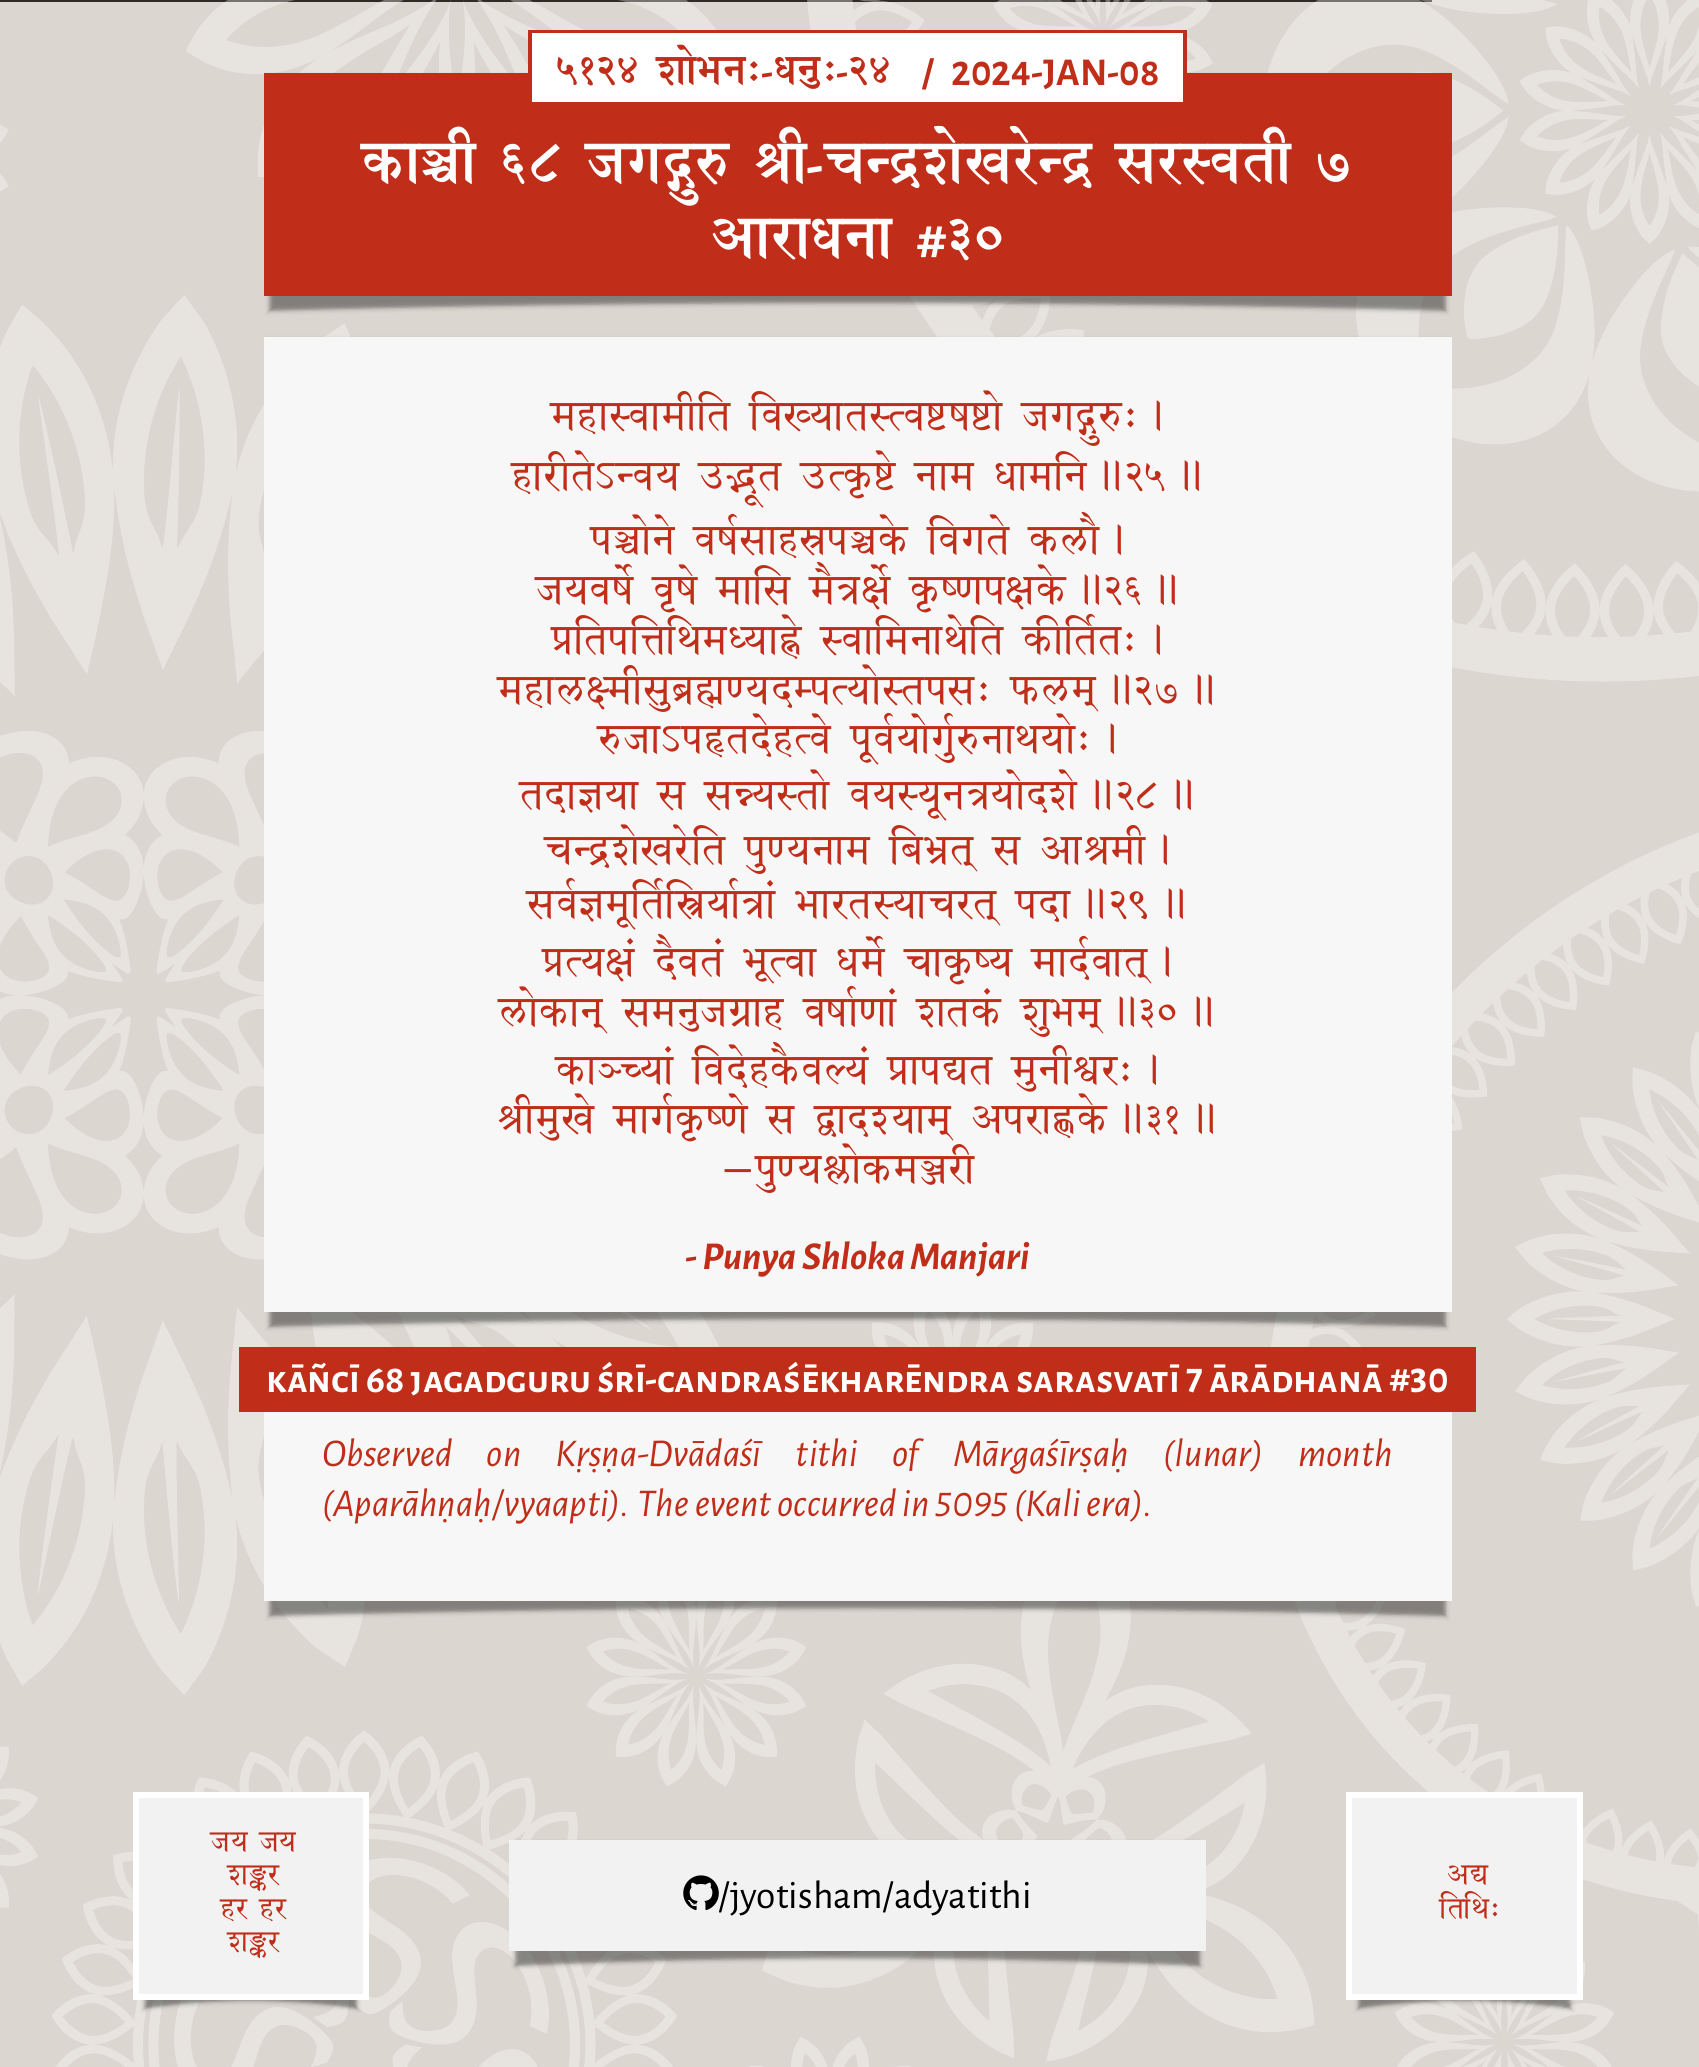 ५१२४ शोभनः-धनुः-२४ / 2024-JAN-08
काञ्ची ६८ जगद्गुरु श्री-चन्द्रशेखरेन्द्र सरस्वती ७
आराधना #३०
महास्वामीति विख्यातस्त्वष्टषष्टो जगद्गुरुः ।
हारीतेऽन्वय उद्भूत उत्कृष्टे नाम धामनि ॥२५ ॥
पञ्चोने वर्षसाहस्रपञ्चके विगते कलौ ।
जयवर्षे वृषे मासि मैत्रर्क्षे कृष्णपक्षके ॥२६ ॥
प्रतिपत्तिथिमध्याह्ने स्वामिनाथेति कीर्तितः ।
महालक्ष्मीसुब्रह्मण्यदम्पत्योस्तपसः फलम् ॥२७ ॥
रुजाऽपहृतदेहत्वे पूर्वयोर्गुरुनाथयोः ।
तदाज्ञया स सन्न्यस्तो वयस्यूनत्रयोदशे ॥२८ ॥
चन्द्रशेखरेति पुण्यनाम बिभ्रत् स आश्रमी ।
सर्वज्ञमूर्तिस्त्रिर्यात्रां भारतस्याचरत् पदा ॥२९ ॥
प्रत्यक्षं दैवतं भूत्वा धर्मे चाकृष्य मार्दवात् ।
लोकान् समनुजग्राह वर्षाणां शतकं शुभम् ॥३० ॥
काञ्च्यां विदेहकैवल्यं प्रापद्यत मुनीश्वरः ।
श्रीमुखे मार्गकृष्णे स द्वादश्याम् अपराह्णके ॥३१ ॥
—पुण्यश्लोकमञ्जरी
- Punya Shloka Manjari
KĀÑCĪ 68 JAGADGURU ŚRĪ-CANDRAŚĒKHARĒNDRA SARASVATĪ 7 ĀRĀDHANĀ #30
Observed on Kṛṣṇa-Dvādaśī tithi of Mārgaśīrṣaḥ (lunar) month
(Aparāhṇaḥ/vyaapti). The event occurred in 5095 (Kali era).
जय जय
शङ्कर
हर हर
शङ्कर
/jyotisham/adyatithi
अद्य
तिथिः